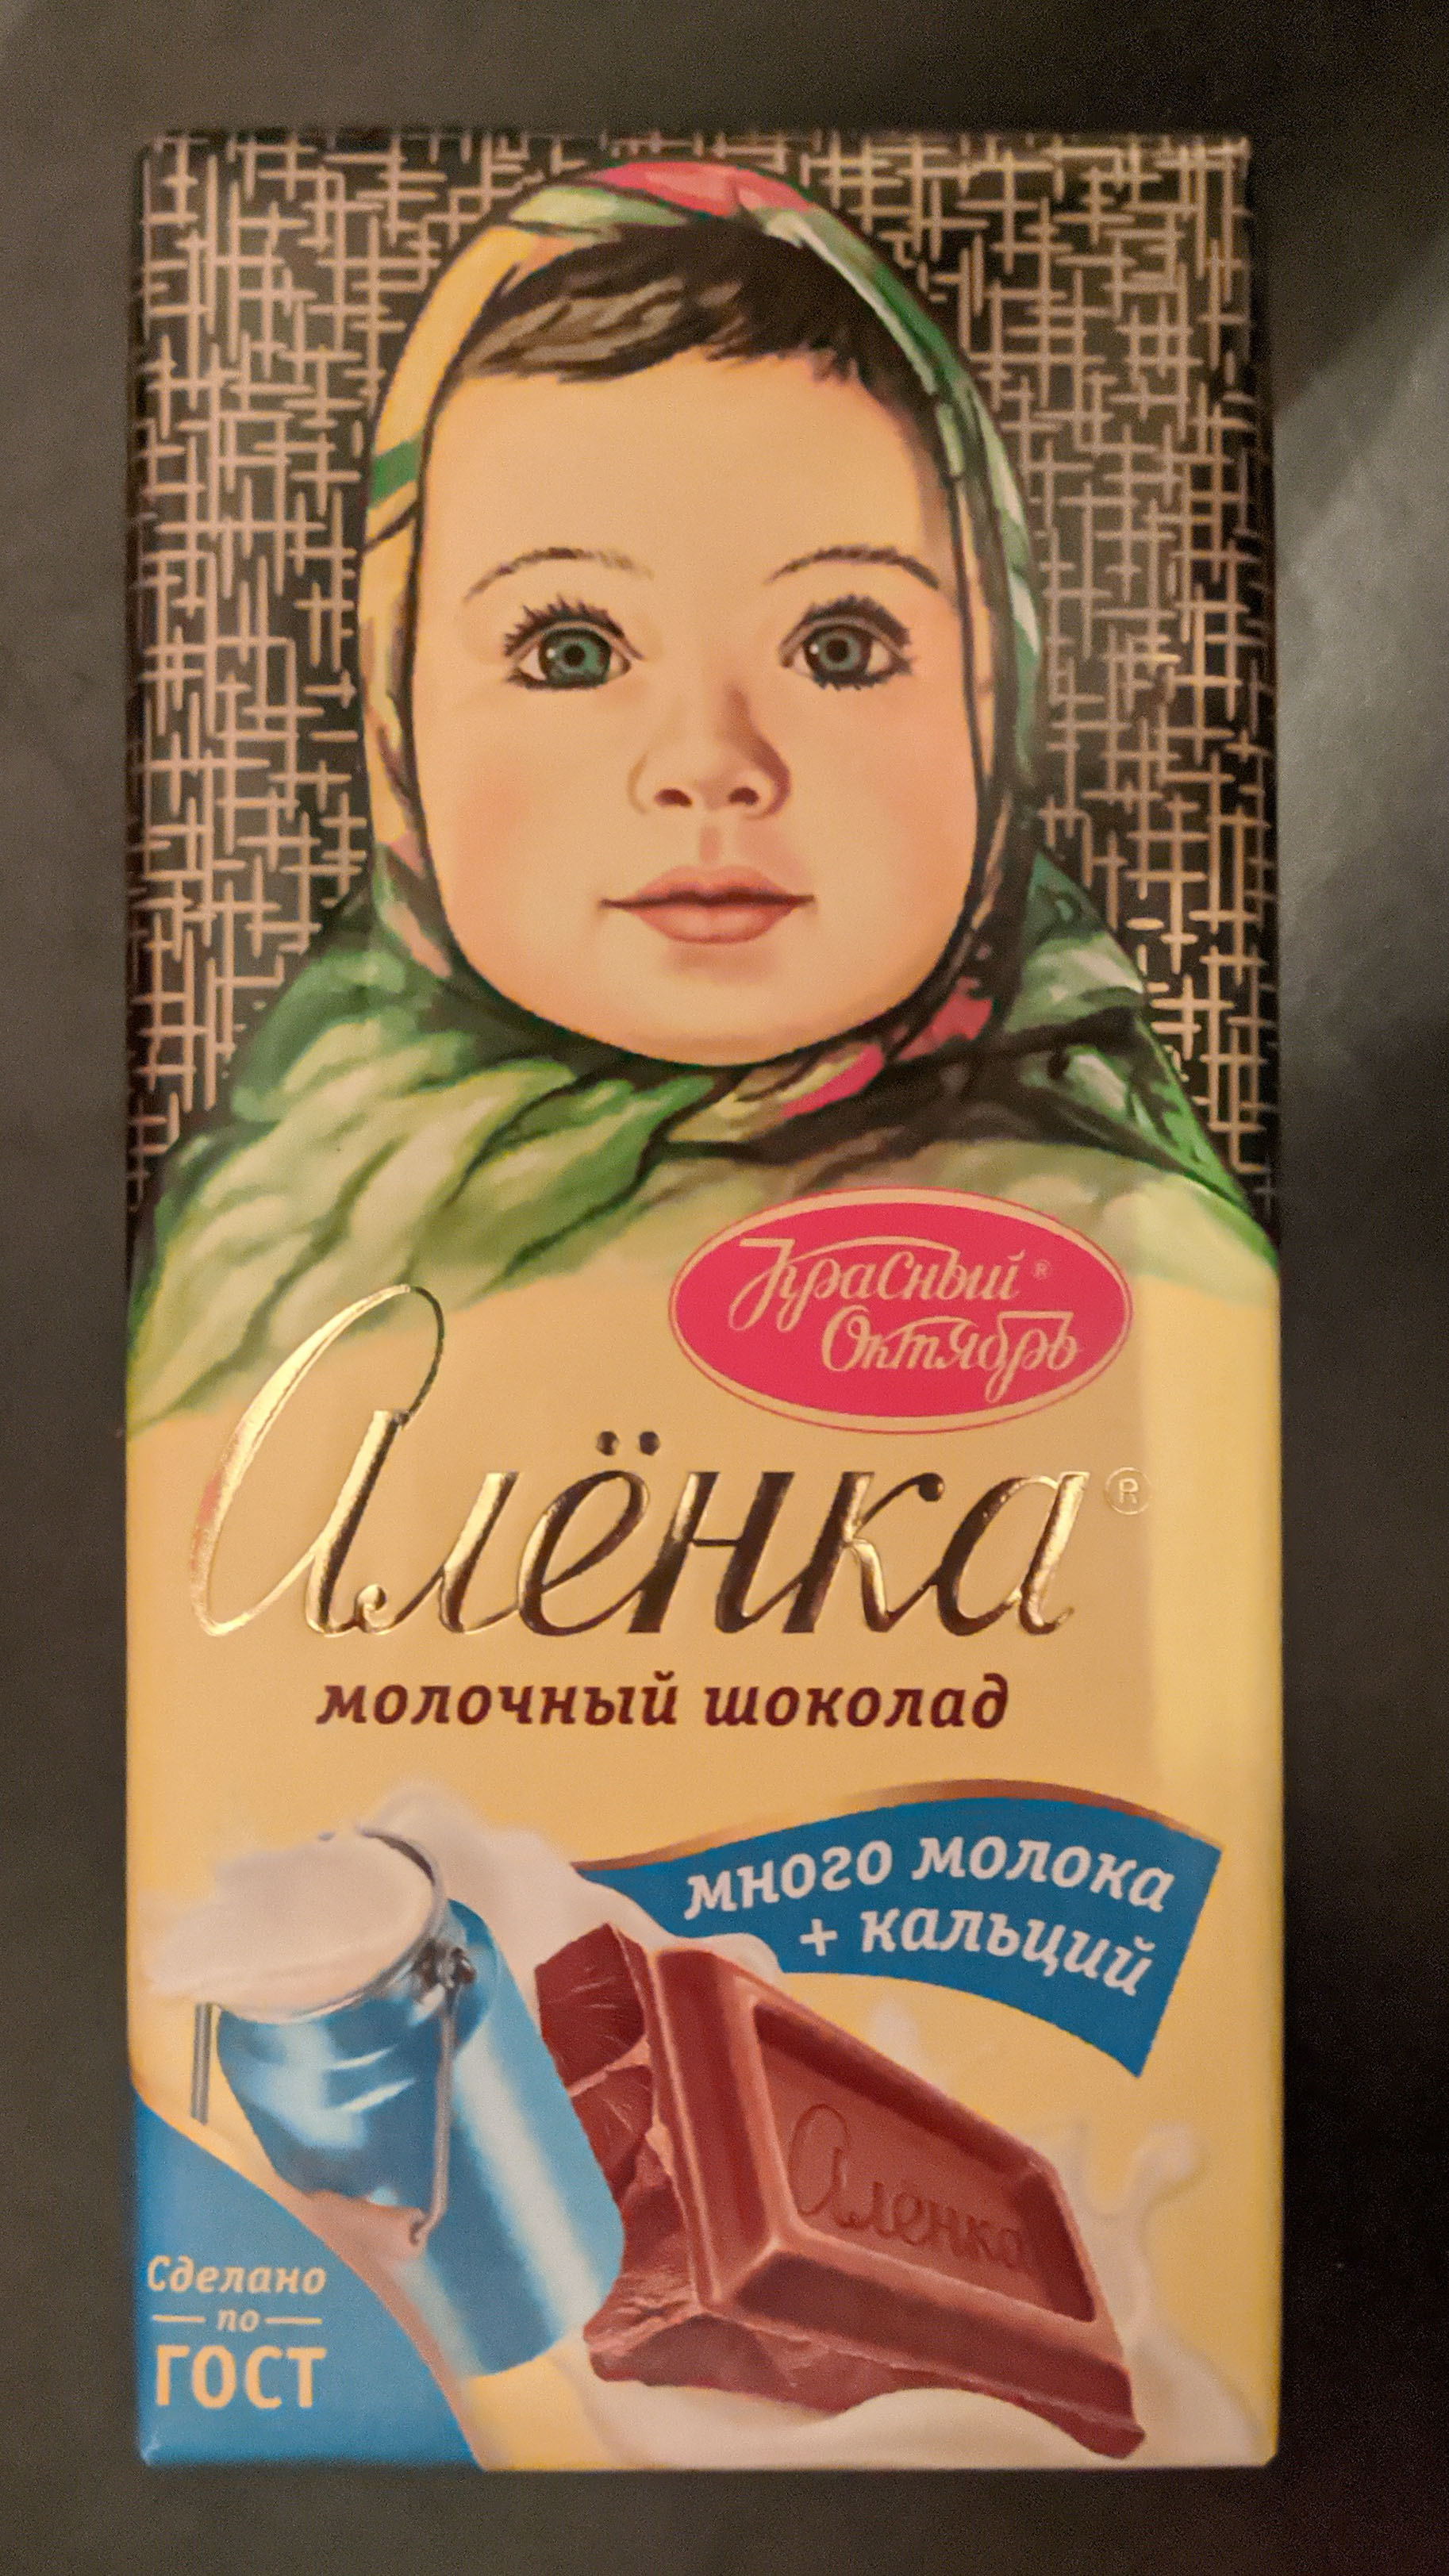 Красный ®
Октябрь
Алёнка ®
молочный шоколад
много молока
+ кальций
Алёнка
Сделано
по
ГОСТ